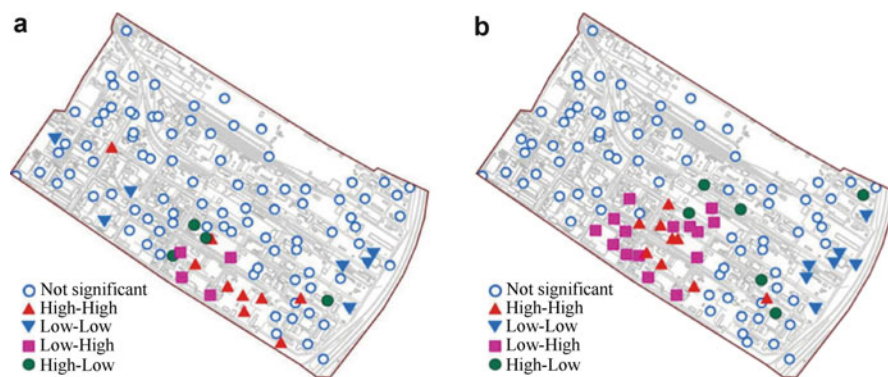 a
Not significant
High-High
Low-Low
Low-High
High-Low
b
Not significant
High-High
Low-Low
Low-High
High-Low